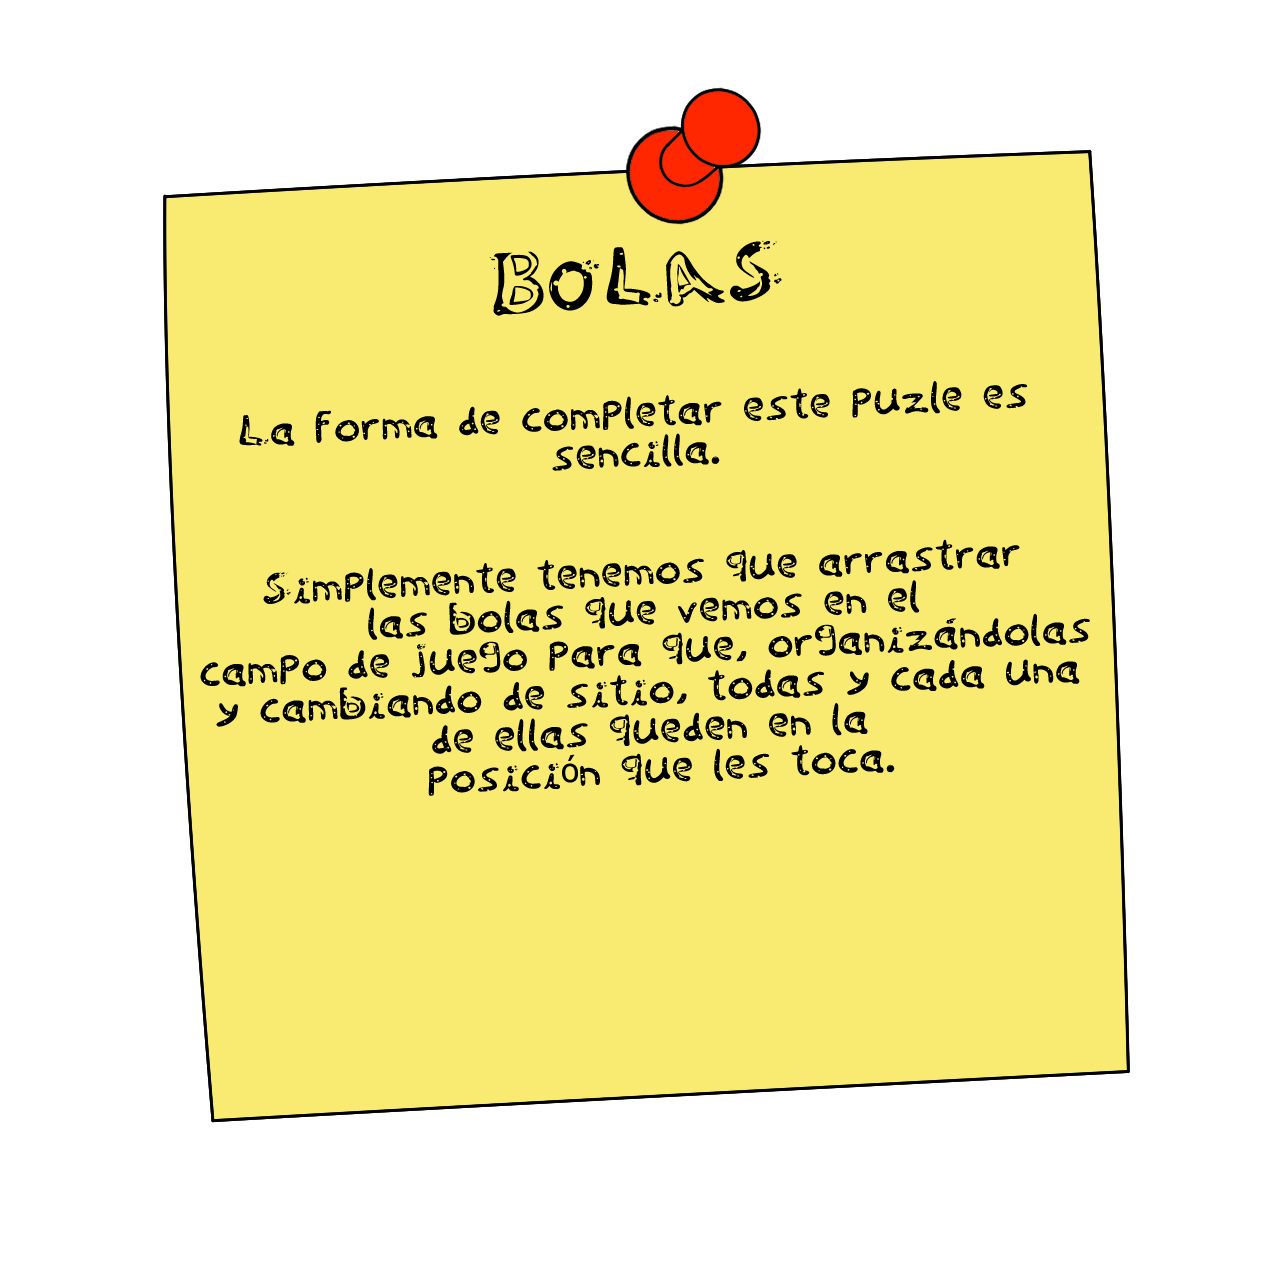 BOLAS
La forma de completar este puzle es
sencilla.
Simplemente tenemos que arrastrar
las bolas que vemos en el
campo de juego para que, organizándolas
y cambiando de sitio, todas y cada una
de ellas queden en la
posición que les toca.